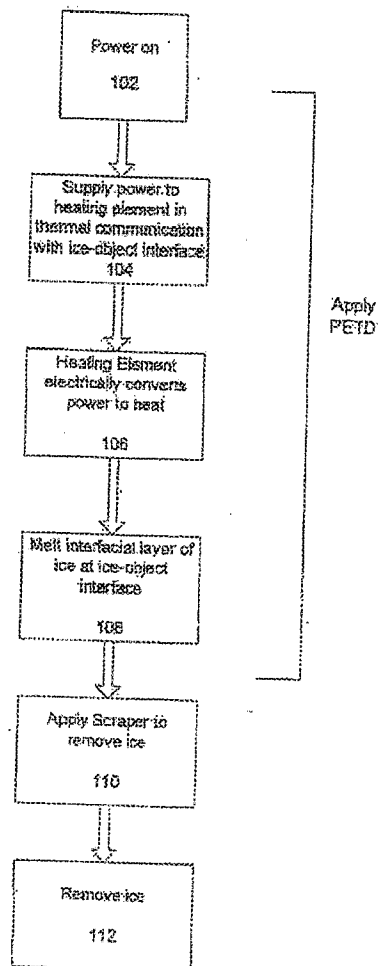 Power on
102
Supply power to
heating element in
thermal communication
with ice-object interface
104
Heating Element
electrically converts
power to heat
106
Melt interfacial layer of
ice at ice-object
interface
108
Apply Scraper to
remove ice
110
Remove ice
112
Apply
PETD